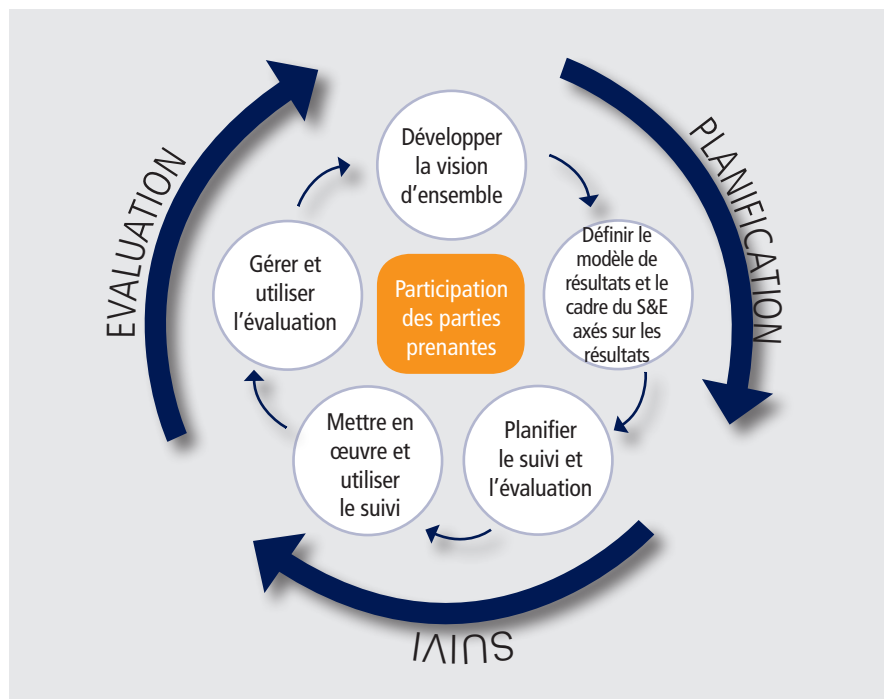 Développer
la vision
d'ensemble
PLANIFICATION
Définir le
modèle de
résultats et le
cadre du S&E
axés sur les
résultats
Planifier
le suivi et
l'évaluation
SUIVI
Mettre en
œuvre et
utiliser
le suivi
EVALUATION
Gérer et
utiliser
l'évaluation
Participation
des parties
prenantes